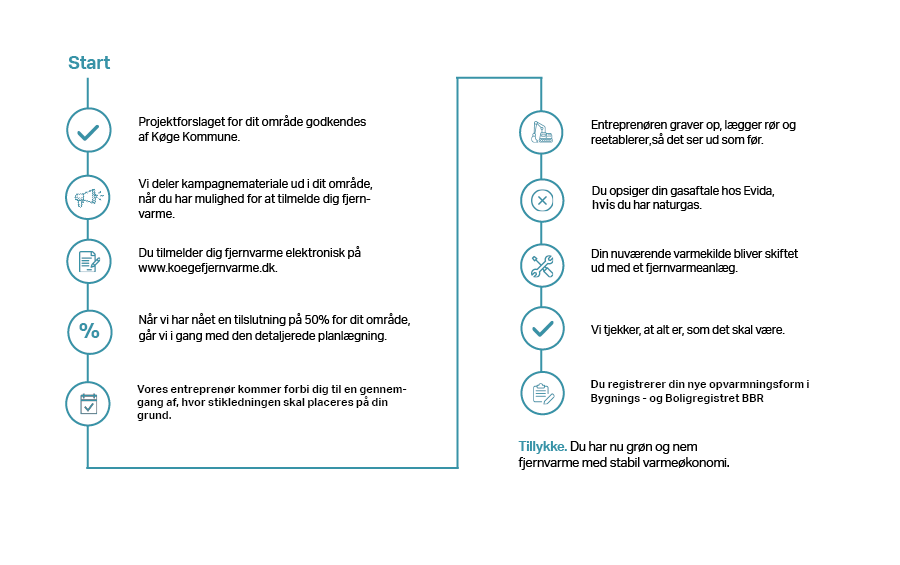 Start
Projektforslaget for dit område godkendes
af Køge Kommune.
Vi deler kampagnemateriale ud i dit område,
når du har mulighed for at tilmelde dig fjern-
varme.
Du tilmelder dig fjernvarme elektronisk på
www.koegefjernvarme.dk.
%
Når vi har nået en tilslutning på 50% for dit område,
går vi i gang med den detaljerede planlægning.
Vores entreprenør kommer forbi dig til en gennem-
gang af, hvor stikledningen skal placeres på din
grund.
Entreprenøren graver op, lægger rør og
reetablerer,så det ser ud som før.
Du opsiger din gasaftale hos Evida,
hvis du har naturgas.
Din nuværende varmekilde bliver skiftet
ud med et fjernvarmeanlæg.
Vi tjekker, at alt er, som det skal være.
Du registrerer din nye opvarmningsform i
Bygnings - og Boligregistret BBR
Tillykke. Du har nu grøn og nem
fjernvarme med stabil varmeøkonomi.